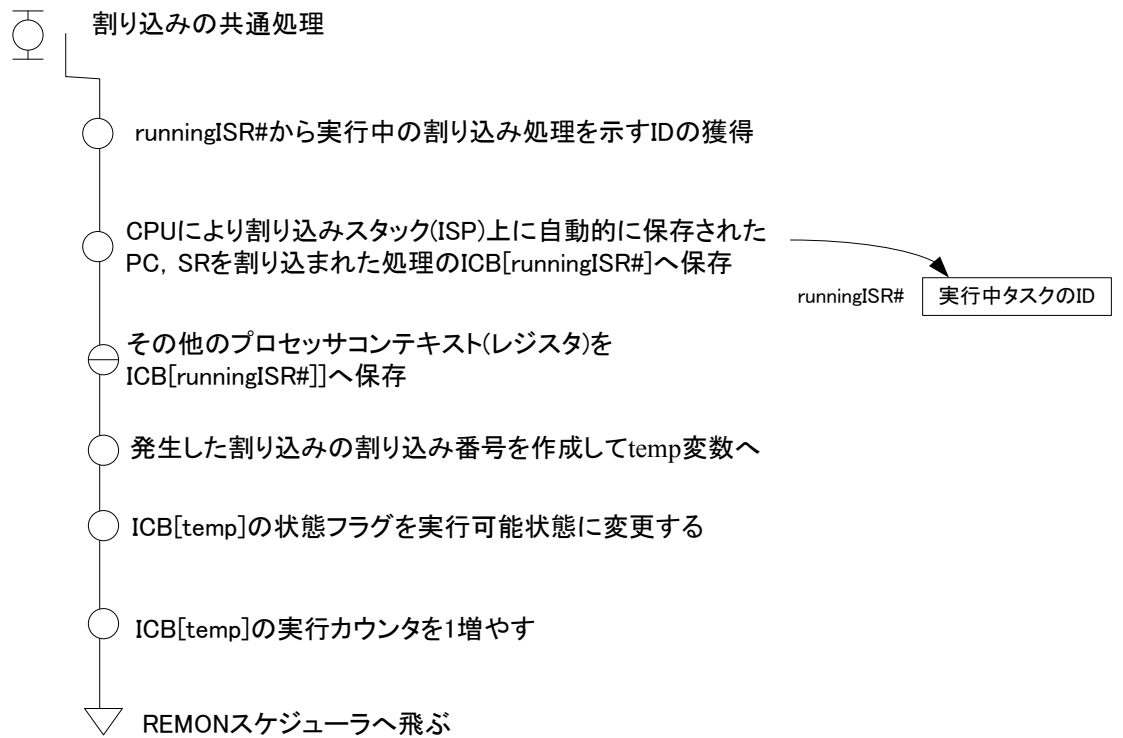 割り込みの共通処理
runningISR#から実行中の割り込み処理を示すIDの獲得
CPUにより割り込みスタック(ISP)上に自動的に保存された
PC，SRを割り込まれた処理のICB[runningISR#]へ保存
runningISR#
実行中タスクのID
その他のプロセッサコンテキスト(レジスタ)を
ICB[runningISR#]]へ保存
発生した割り込みの割り込み番号を作成してtemp変数へ
ICB[temp]の状態フラグを実行可能状態に変更する
ICB[temp]の実行カウンタを1増やす
REMONスケジューラへ飛ぶ